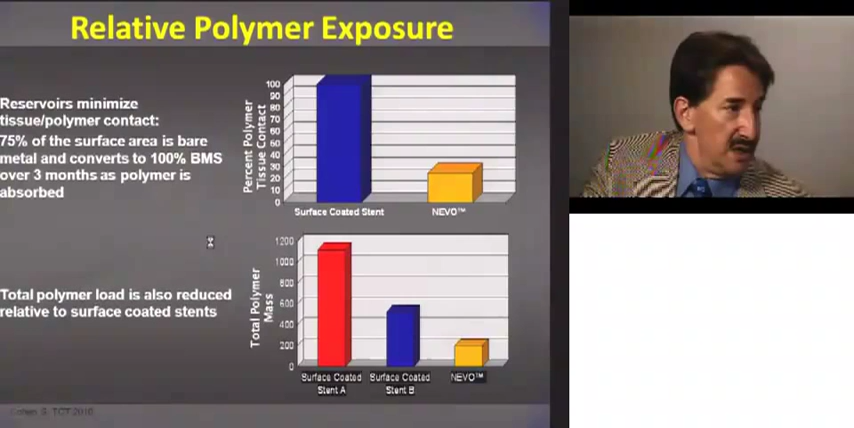 Relative Polymer Exposure
Reservoirs minimize
tissue/polymer contact:
75% of the surface area is bare
metal and converts to 100% BMS
over 3 months as polymer is
absorbed
Percent Polymer
Tissue Contact
100
90
80
70
60
50
40
30
20
10
0
Surface Coated Stent
NEVO™
Total polymer load is also reduced
relative to surface coated stents
Total Polymer
Mass
1200
1000
800
600
400
200
0
Surface Coated
Stent A
Surface Coated
Stent B
NEVO™
S. TCT 2010